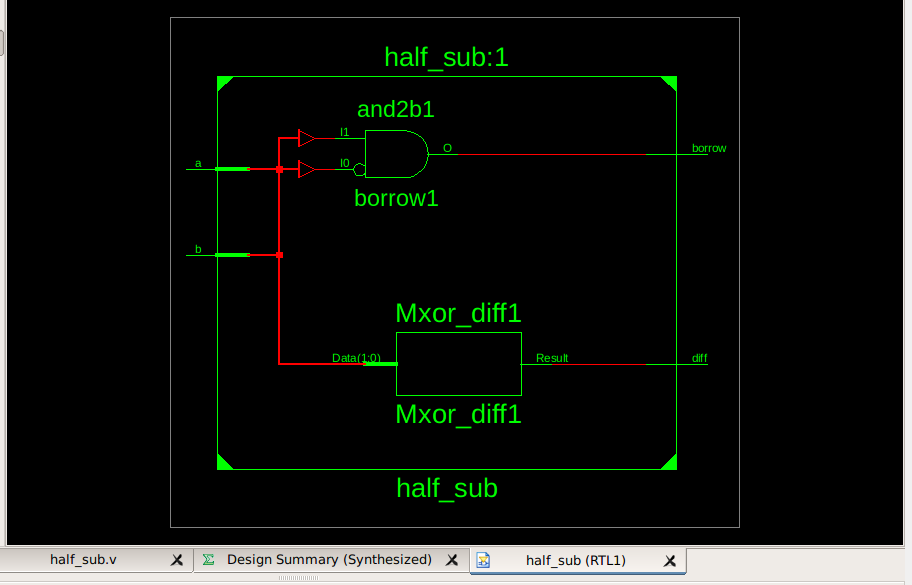 half_sub:1
and2b1
I1
I0
O
borrow
a
borrow1
b
Mxor_diff1
Data(1:0)
Result
diff
Mxor_diff1
half_sub
half_sub.v
Design Summary (Synthesized)
half_sub (RTL1)